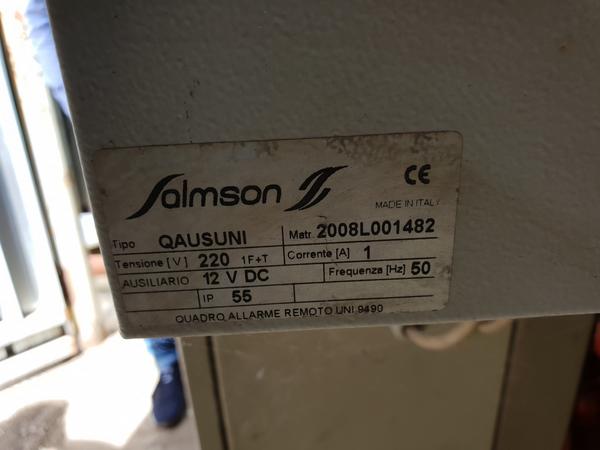 Salmson
CE
MADE IN ITALY
Tipo QAUSUNI Matr. 2008L001482
Tensione [V] 220 1F+T Corrente [A] 1
AUSILIARIO 12 V DC Frequenza [Hz] 50
IP 55
QUADRO ALLARME REMOTO UNI 9490